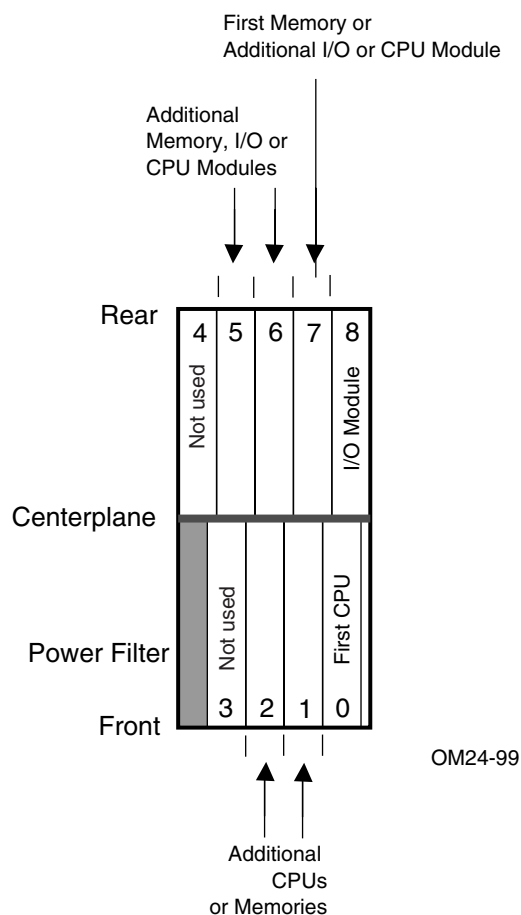 First Memory or
Additional I/O or CPU Module
Additional
Memory, I/O or
CPU Modules
Rear
4 5 6 7 8
Not used
I/O Module
Centerplane
Not used
First CPU
Power Filter
3 2 1 0
Front
OM24-99
Additional
CPUs
or Memories